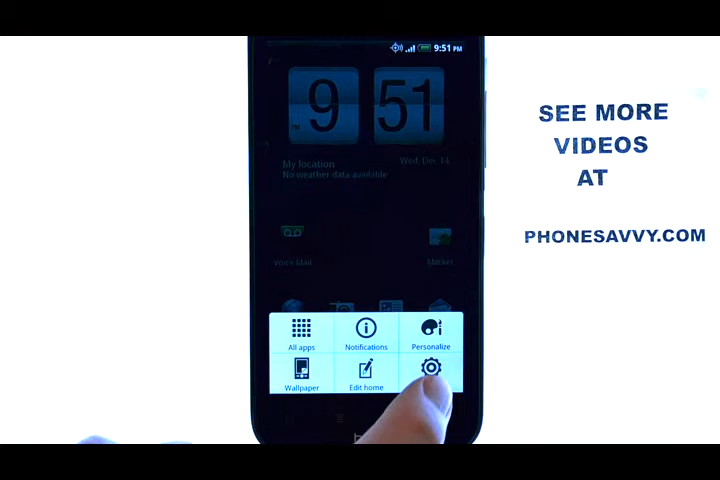 9:51 PM
9 51
PM
My location
Wed, Dec 14
No weather data available
Voice Mail
Market
All apps
Notifications
Personalize
Wallpaper
Edit home
SEE MORE
VIDEOS
AT
PHONESAVVY.COM